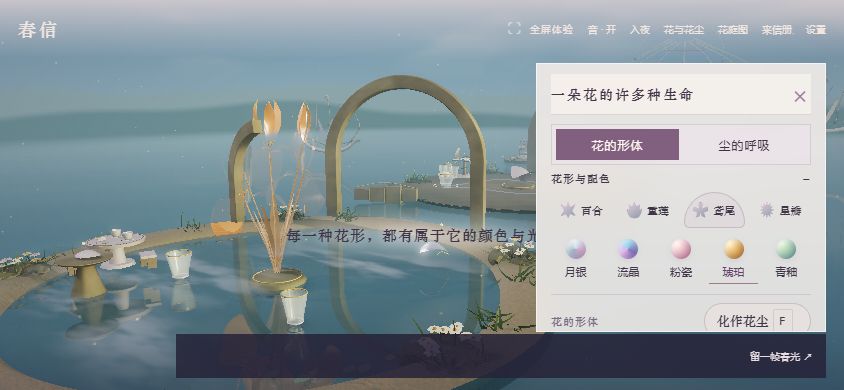 春信
全屏体验 音·开 入夜 花与花尘 花庭图 来信册 设置
一朵花的许多种生命 ×
花的形体 尘的呼吸
花形与配色 −
百合 重莲 鸢尾 星瓣
每一种花形，都有属于它的颜色与光
月银 流晶 粉瓷 琥珀 青釉
花的形体 化作花尘 F
留一帧春光 ↗